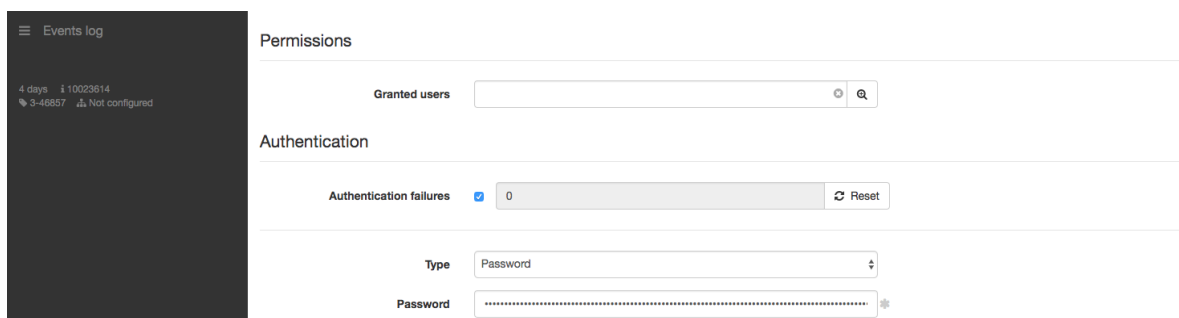 Events log
4 days 10023614
3-46857 Not configured
Permissions
Granted users
Authentication
Authentication failures 0 Reset
Type Password
Password